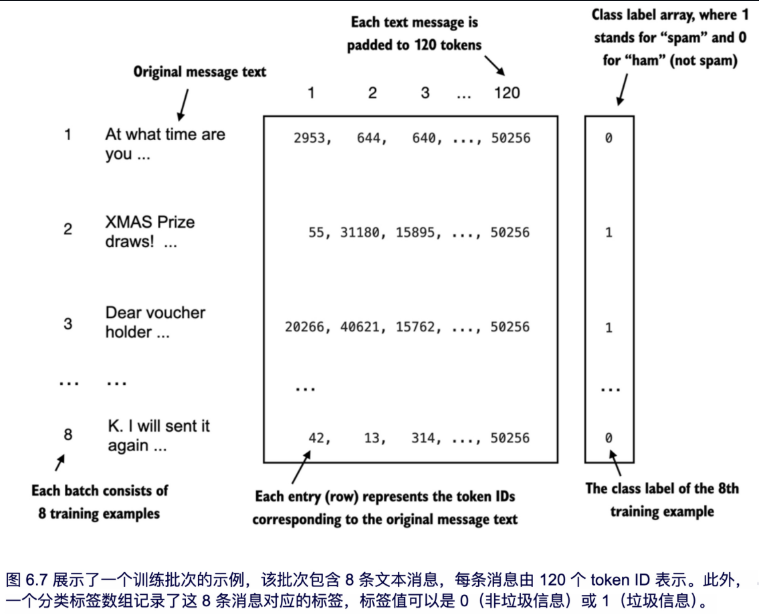 Each text message is
padded to 120 tokens
Class label array, where 1
stands for “spam” and 0
for “ham” (not spam)
Original message text
1 2 3 ... 120
1 At what time are
you ...
2953, 644, 640, ..., 50256
0
2 XMAS Prize
draws! ...
55, 31180, 15895, ..., 50256
1
3 Dear voucher
holder ...
20266, 40621, 15762, ..., 50256
1
... ... ... ...
8 K. I will sent it
again ...
42, 13, 314, ..., 50256
0
Each batch consists of
8 training examples
Each entry (row) represents the token IDs
corresponding to the original message text
The class label of the 8th
training example
图 6.7 展示了一个训练批次的示例，该批次包含 8 条文本消息，每条消息由 120 个 token ID 表示。此外，
一个分类标签数组记录了这 8 条消息对应的标签，标签值可以是 0（非垃圾信息）或 1（垃圾信息）。